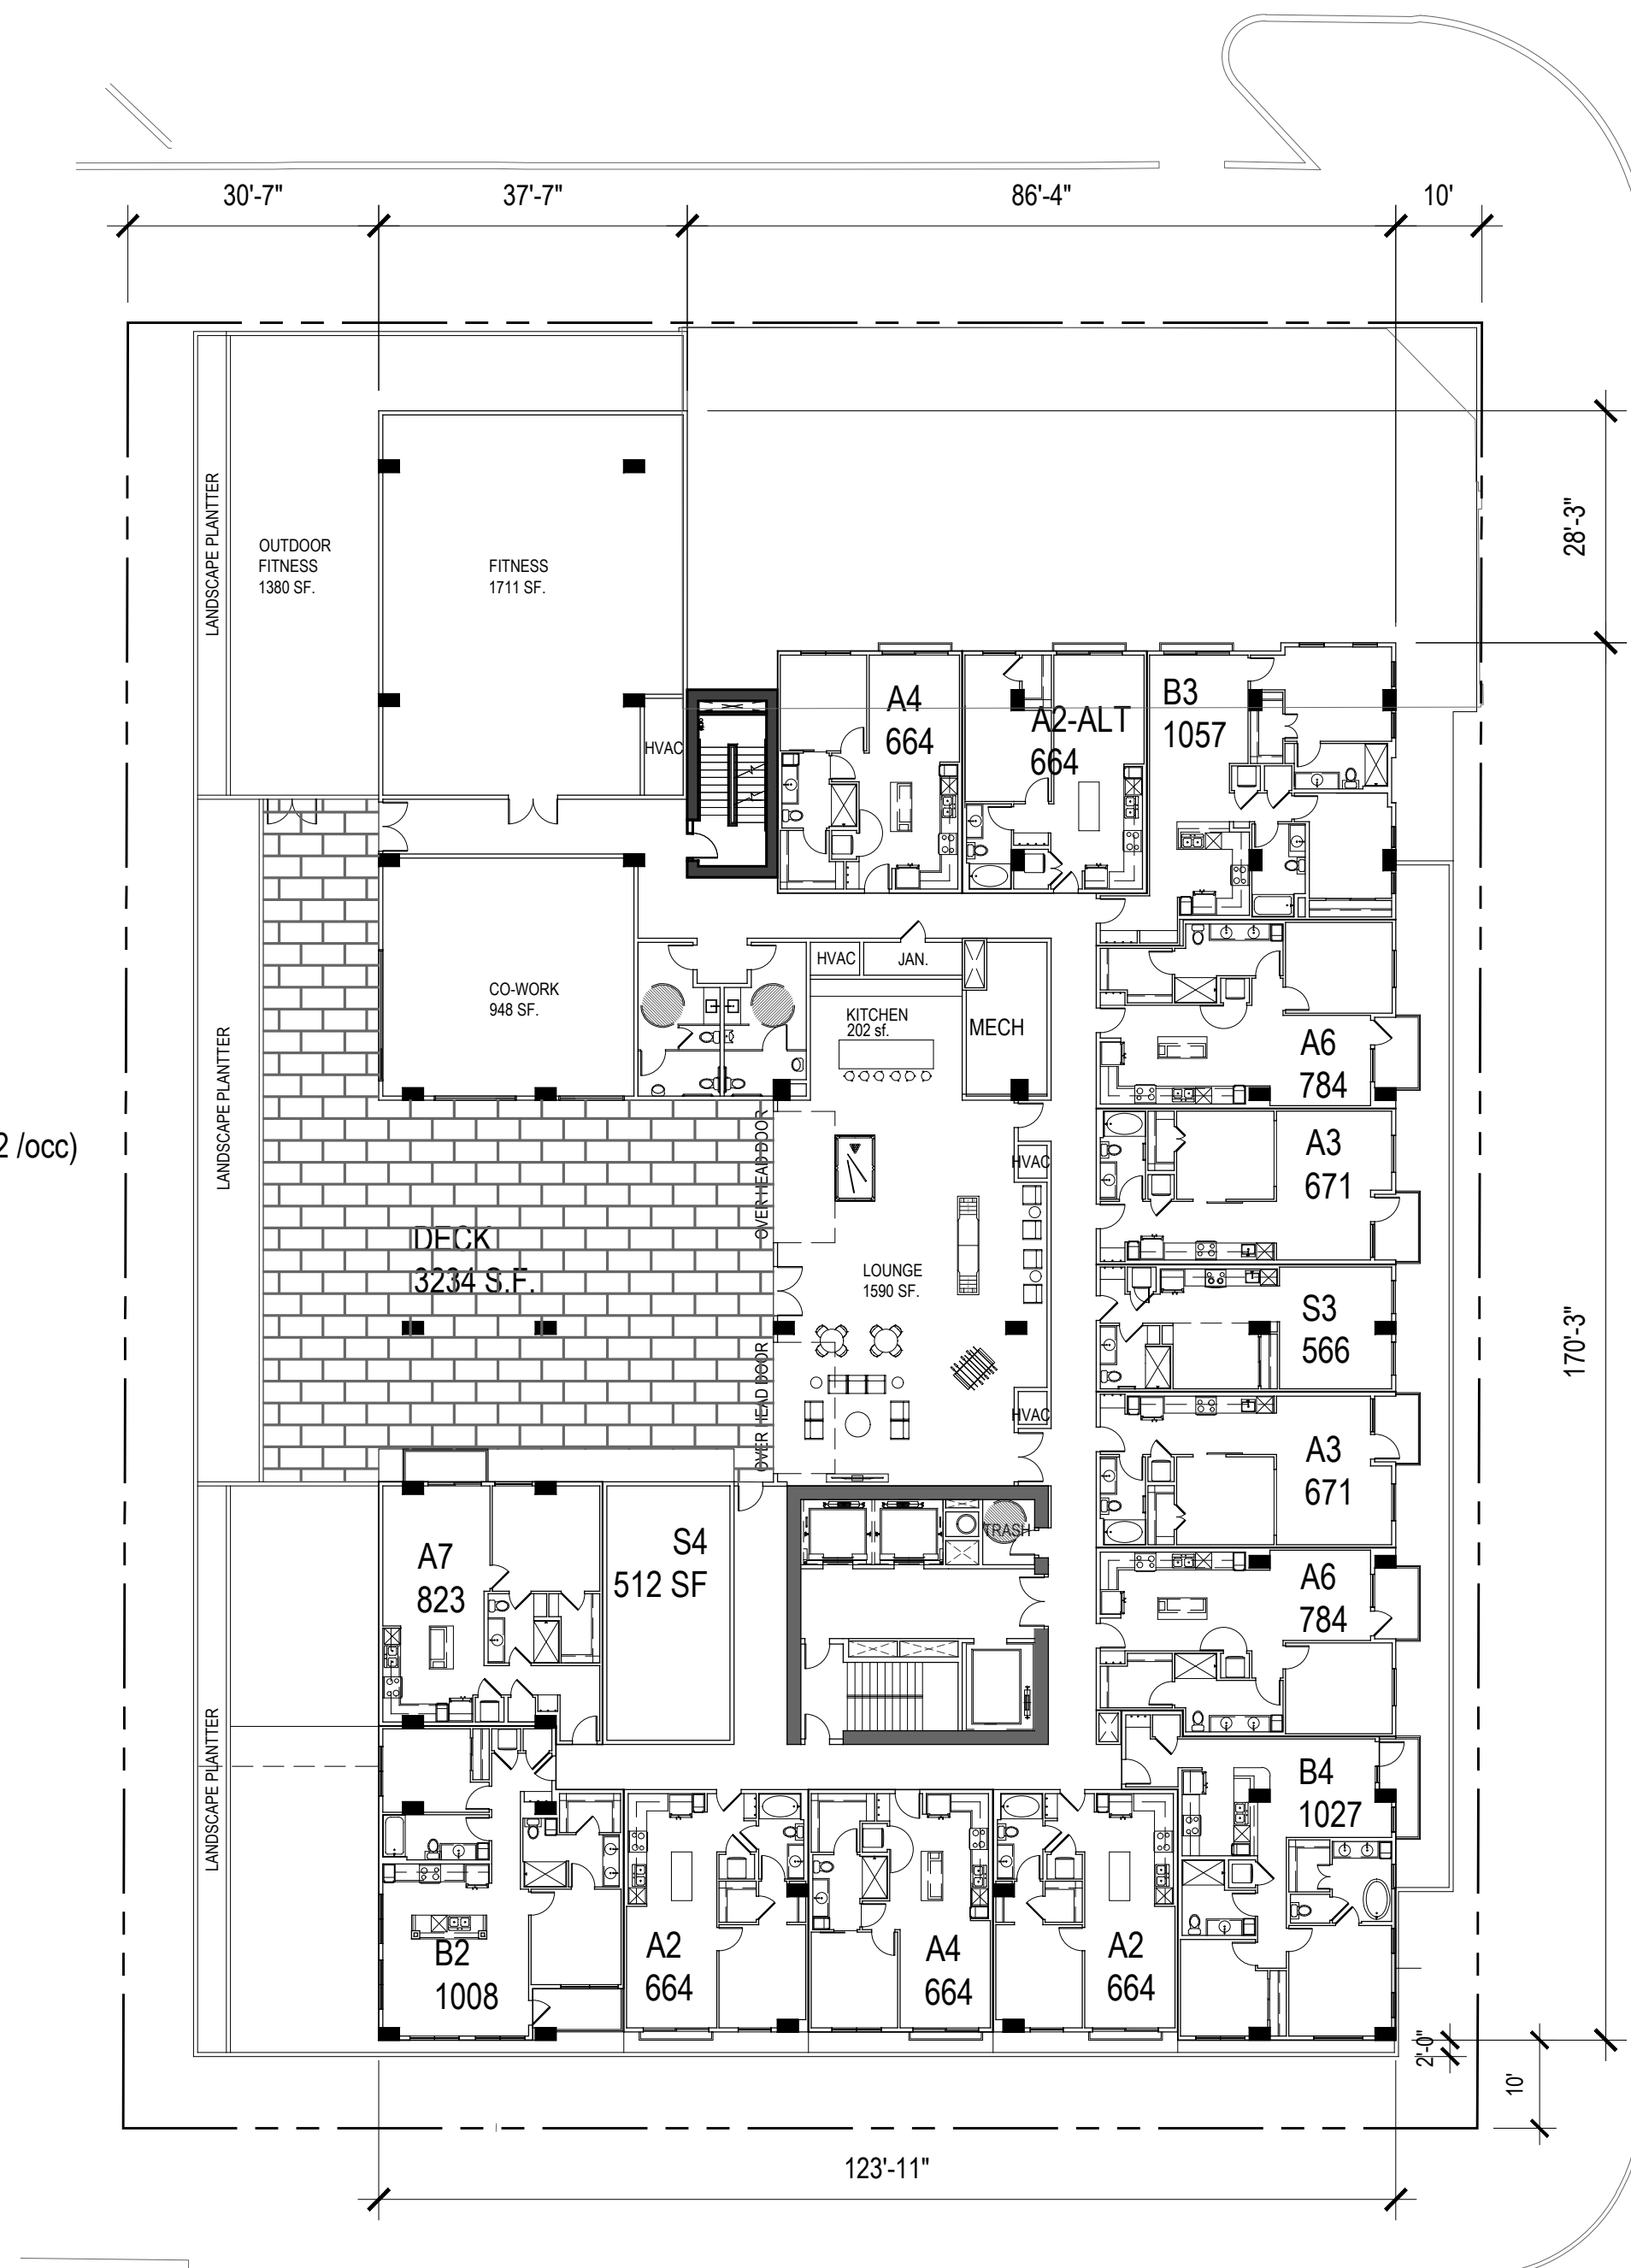 30'-7"
37'-7"
86'-4"
10'
28'-3"
170'-3"
LANDSCAPE PLANTTER
OUTDOOR
FITNESS
1380 SF.
FITNESS
1711 SF.
HVAC
A4
664
A2-ALT
664
B3
1057
CO-WORK
948 SF.
HVAC
JAN.
KITCHEN
202 sf.
MECH
A6
784
LANDSCAPE PLANTTER
2 /occ)
OVER HEAD DOOR
HVAC
A3
671
DECK
3234 S.F.
LOUNGE
1590 SF.
S3
566
OVER HEAD DOOR
HVAC
A3
671
TRASH
A7
823
S4
512 SF
A6
784
LANDSCAPE PLANTTER
B4
1027
B2
1008
A2
664
A4
664
A2
664
2'-0"
10'
123'-11"